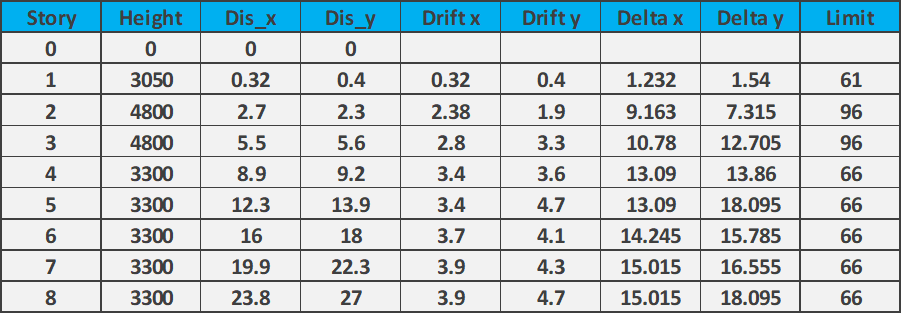 Story Height Dis_x Dis_y Drift x Drift y Delta x Delta y Limit
0 0 0 0
1 3050 0.32 0.4 0.32 0.4 1.232 1.54 61
2 4800 2.7 2.3 2.38 1.9 9.163 7.315 96
3 4800 5.5 5.6 2.8 3.3 10.78 12.705 96
4 3300 8.9 9.2 3.4 3.6 13.09 13.86 66
5 3300 12.3 13.9 3.4 4.7 13.09 18.095 66
6 3300 16 18 3.7 4.1 14.245 15.785 66
7 3300 19.9 22.3 3.9 4.3 15.015 16.555 66
8 3300 23.8 27 3.9 4.7 15.015 18.095 66